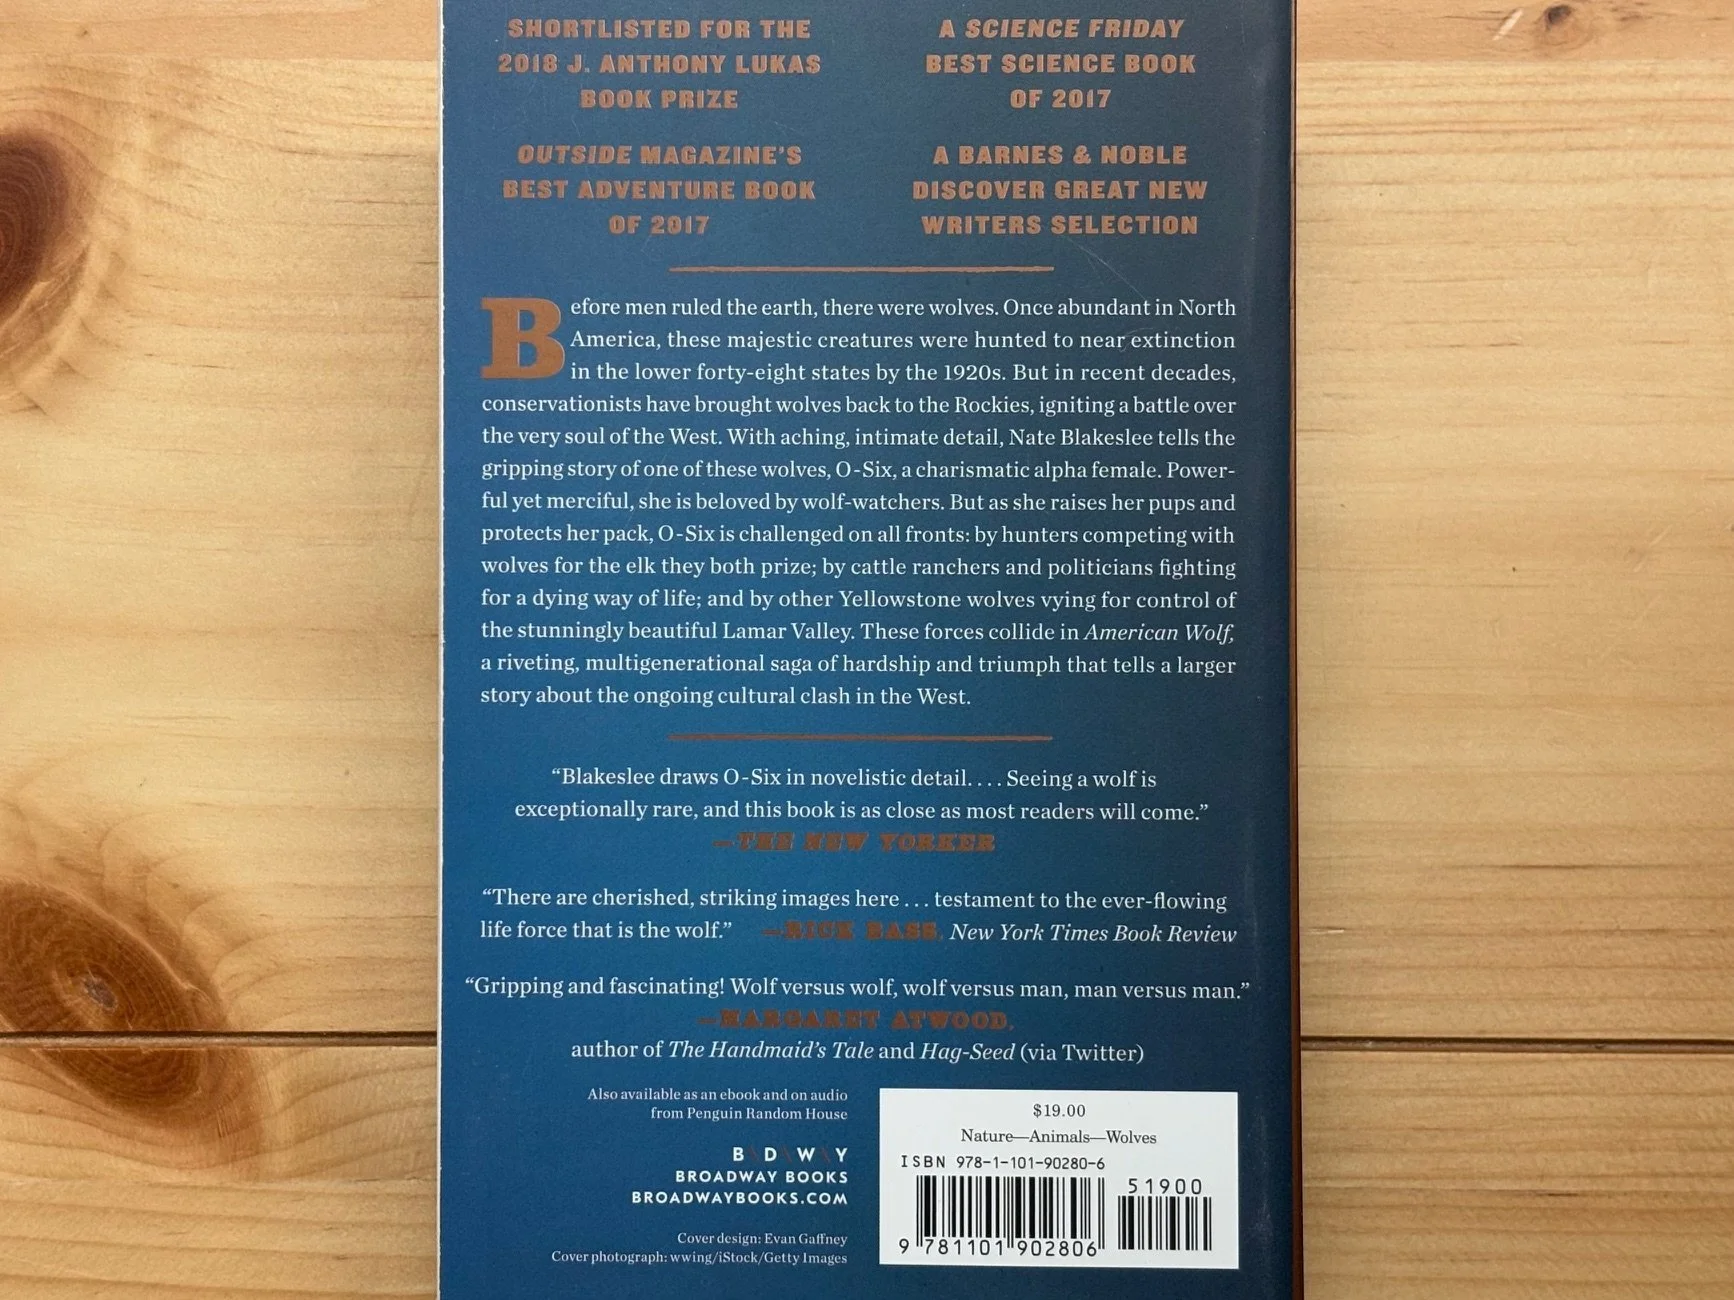 SHORTLISTED FOR THE
2018 J. ANTHONY LUKAS
BOOK PRIZE
A SCIENCE FRIDAY
BEST SCIENCE BOOK
OF 2017
OUTSIDE MAGAZINE'S
BEST ADVENTURE BOOK
OF 2017
A BARNES & NOBLE
DISCOVER GREAT NEW
WRITERS SELECTION
Before men ruled the earth, there were wolves. Once abundant in North
America, these majestic creatures were hunted to near extinction
in the lower forty-eight states by the 1920s. But in recent decades,
conservationists have brought wolves back to the Rockies, igniting a battle over
the very soul of the West. With aching, intimate detail, Nate Blakeslee tells the
gripping story of one of these wolves, O-Six, a charismatic alpha female. Power-
ful yet merciful, she is beloved by wolf-watchers. But as she raises her pups and
protects her pack, O-Six is challenged on all fronts: by hunters competing with
wolves for the elk they both prize; by cattle ranchers and politicians fighting
for a dying way of life; and by other Yellowstone wolves vying for control of
the stunningly beautiful Lamar Valley. These forces collide in American Wolf,
a riveting, multigenerational saga of hardship and triumph that tells a larger
story about the ongoing cultural clash in the West.
“Blakeslee draws O-Six in novelistic detail. . . . Seeing a wolf is
exceptionally rare, and this book is as close as most readers will come.”
—THE NEW YORKER
“There are cherished, striking images here . . . testament to the ever-flowing
life force that is the wolf.” —RICK BASS, New York Times Book Review
“Gripping and fascinating! Wolf versus wolf, wolf versus man, man versus man.”
—MARGARET ATWOOD,
author of The Handmaid's Tale and Hag-Seed (via Twitter)
Also available as an ebook and on audio
from Penguin Random House
B\D\W\Y
BROADWAY BOOKS
BROADWAYBOOKS.COM
Cover design: Evan Gaffney
Cover photograph: wwing/iStock/Getty Images
$19.00
Nature—Animals—Wolves
ISBN 978-1-101-90280-6
51900
9 781101 902806